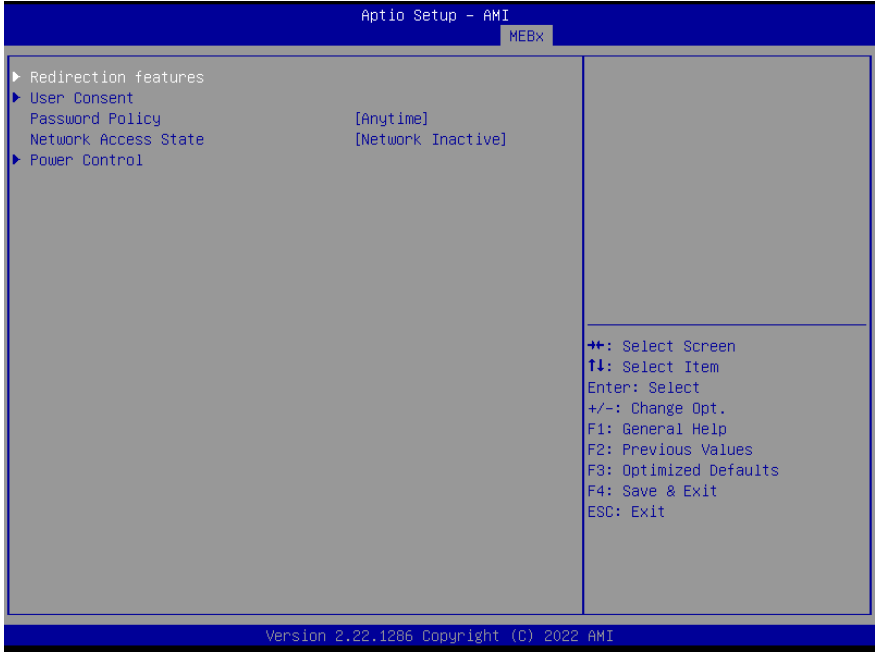 Aptio Setup – AMI
MEBx
Redirection features
User Consent
Password Policy [Anytime]
Network Access State [Network Inactive]
Power Control
→←: Select Screen
↑↓: Select Item
Enter: Select
+/-: Change Opt.
F1: General Help
F2: Previous Values
F3: Optimized Defaults
F4: Save & Exit
ESC: Exit
Version 2.22.1286 Copyright (C) 2022 AMI